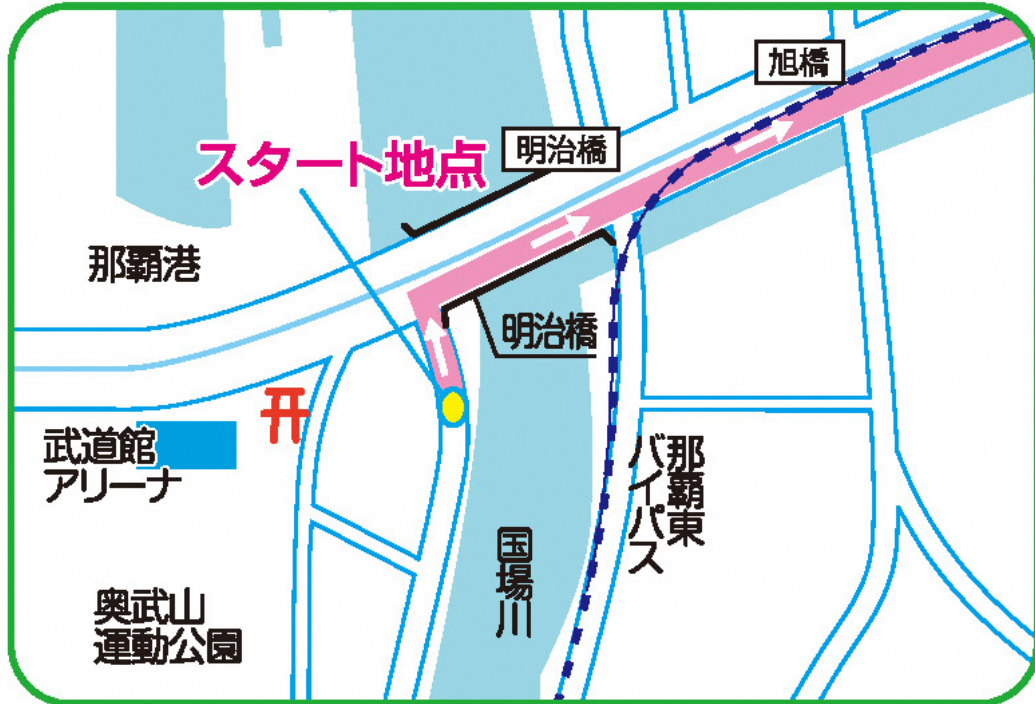 旭橋
明治橋
スタート地点
那覇港
明治橋
武道館
アリーナ
那覇東
バイパス
国場川
奥武山
運動公園